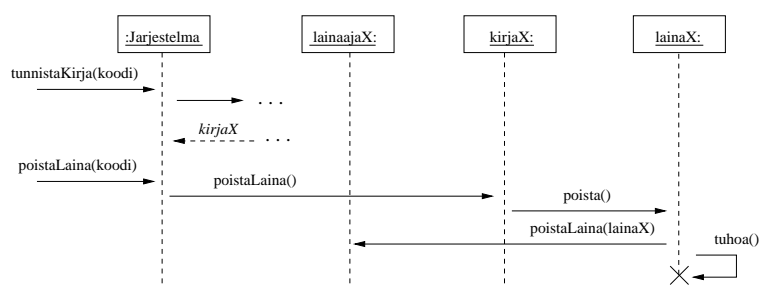 :Jarjestelma lainaajaX: kirjaX: lainaX:
tunnistaKirja(koodi)
. . .
kirjaX . . .
poistaLaina(koodi)
poistaLaina()
poista()
poistaLaina(lainaX)
tuhoa()